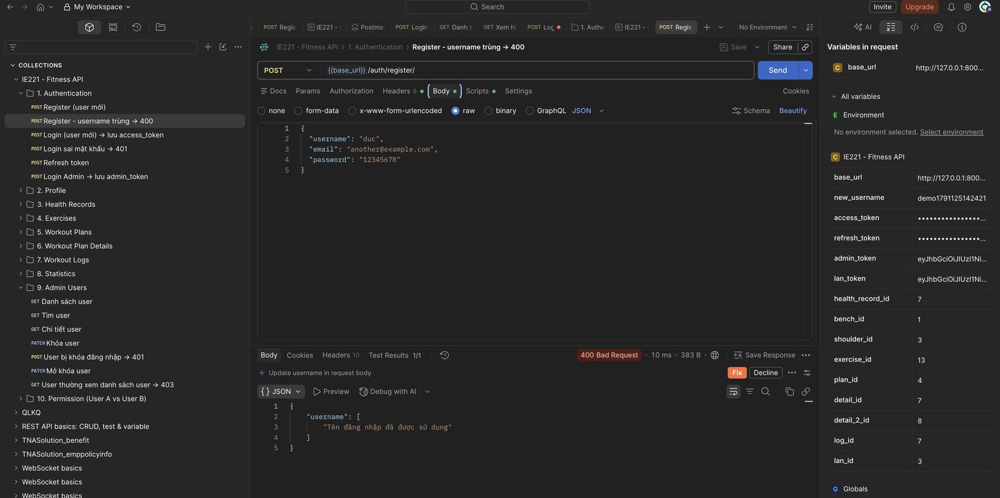 My Workspace
Search
Invite
Upgrade
POST Regis
IE221 -
Postma
POST Login
GET Danh s
GET Xem h
POST Log
1. Authe
IE221 -
POST Regis
No Environment
AI
COLLECTIONS
IE221 - Fitness API
1. Authentication
POST Register (user mới)
POST Register - username trùng → 400
POST Login (user mới) → lưu access_token
POST Login sai mật khẩu → 401
POST Refresh token
POST Login Admin → lưu admin_token
2. Profile
3. Health Records
4. Exercises
5. Workout Plans
6. Workout Plan Details
7. Workout Logs
8. Statistics
9. Admin Users
GET Danh sách user
GET Tìm user
GET Chi tiết user
PATCH Khóa user
POST User bị khóa đăng nhập → 401
PATCH Mở khóa user
GET User thường xem danh sách user → 403
10. Permission (User A vs User B)
QLKQ
REST API basics: CRUD, test & variable
TNASolution_benefit
TNASolution_emppolicyinfo
WebSocket basics
WebSocket basics
WebSocket basics
HTTP IE221 - Fitness API > 1. Authentication > Register - username trùng → 400
Save
Share
POST {{base_url}} /auth/register/
Send
Docs Params Authorization Headers 9 Body Scripts Settings
Cookies
none form-data x-www-form-urlencoded raw binary GraphQL JSON
Schema Beautify
1 {
2 "username": "duc",
3 "email": "another@example.com",
4 "password": "12345678"
5 }
Body Cookies Headers 10 Test Results 1/1
400 Bad Request • 10 ms • 383 B
Save Response
Update username in request body
Fix Decline
{} JSON Preview Debug with AI
1 {
2 "username": [
3 "Tên đăng nhập đã được sử dụng"
4 ]
5 }
Variables in request
C base_url http://127.0.0.1:800...
All variables
E Environment
No environment selected. Select environment
C IE221 - Fitness API
base_url http://127.0.0.1:800...
new_username demo1791125142421
access_token ••••••••••••••••...
refresh_token ••••••••••••••••...
admin_token eyJhbGciOiJIUzI1Ni...
lan_token eyJhbGciOiJIUzI1Ni...
health_record_id 7
bench_id 1
shoulder_id 3
exercise_id 13
plan_id 4
detail_id 7
detail_2_id 8
log_id 7
lan_id 3
G Globals